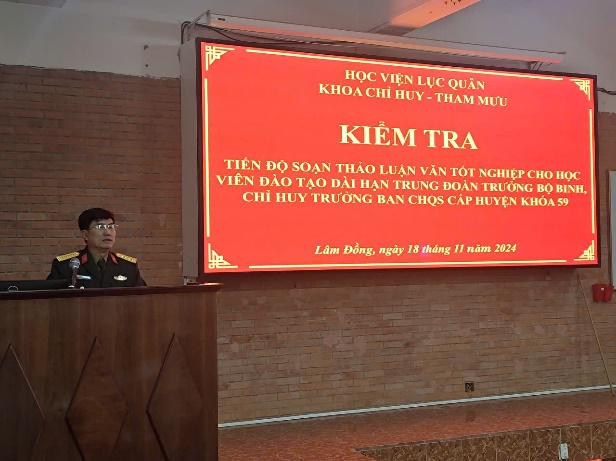 HỌC VIỆN LỤC QUÂN
KHOA CHỈ HUY - THAM MƯU
KIỂM TRA
TIẾN ĐỘ SOẠN THẢO LUẬN VĂN TỐT NGHIỆP CHO HỌC
VIÊN ĐÀO TẠO DÀI HẠN TRUNG ĐOÀN TRƯỞNG BỘ BINH,
CHỈ HUY TRƯỞNG BAN CHQS CẤP HUYỆN KHÓA 59
Lâm Đồng, ngày 18 tháng 11 năm 2024